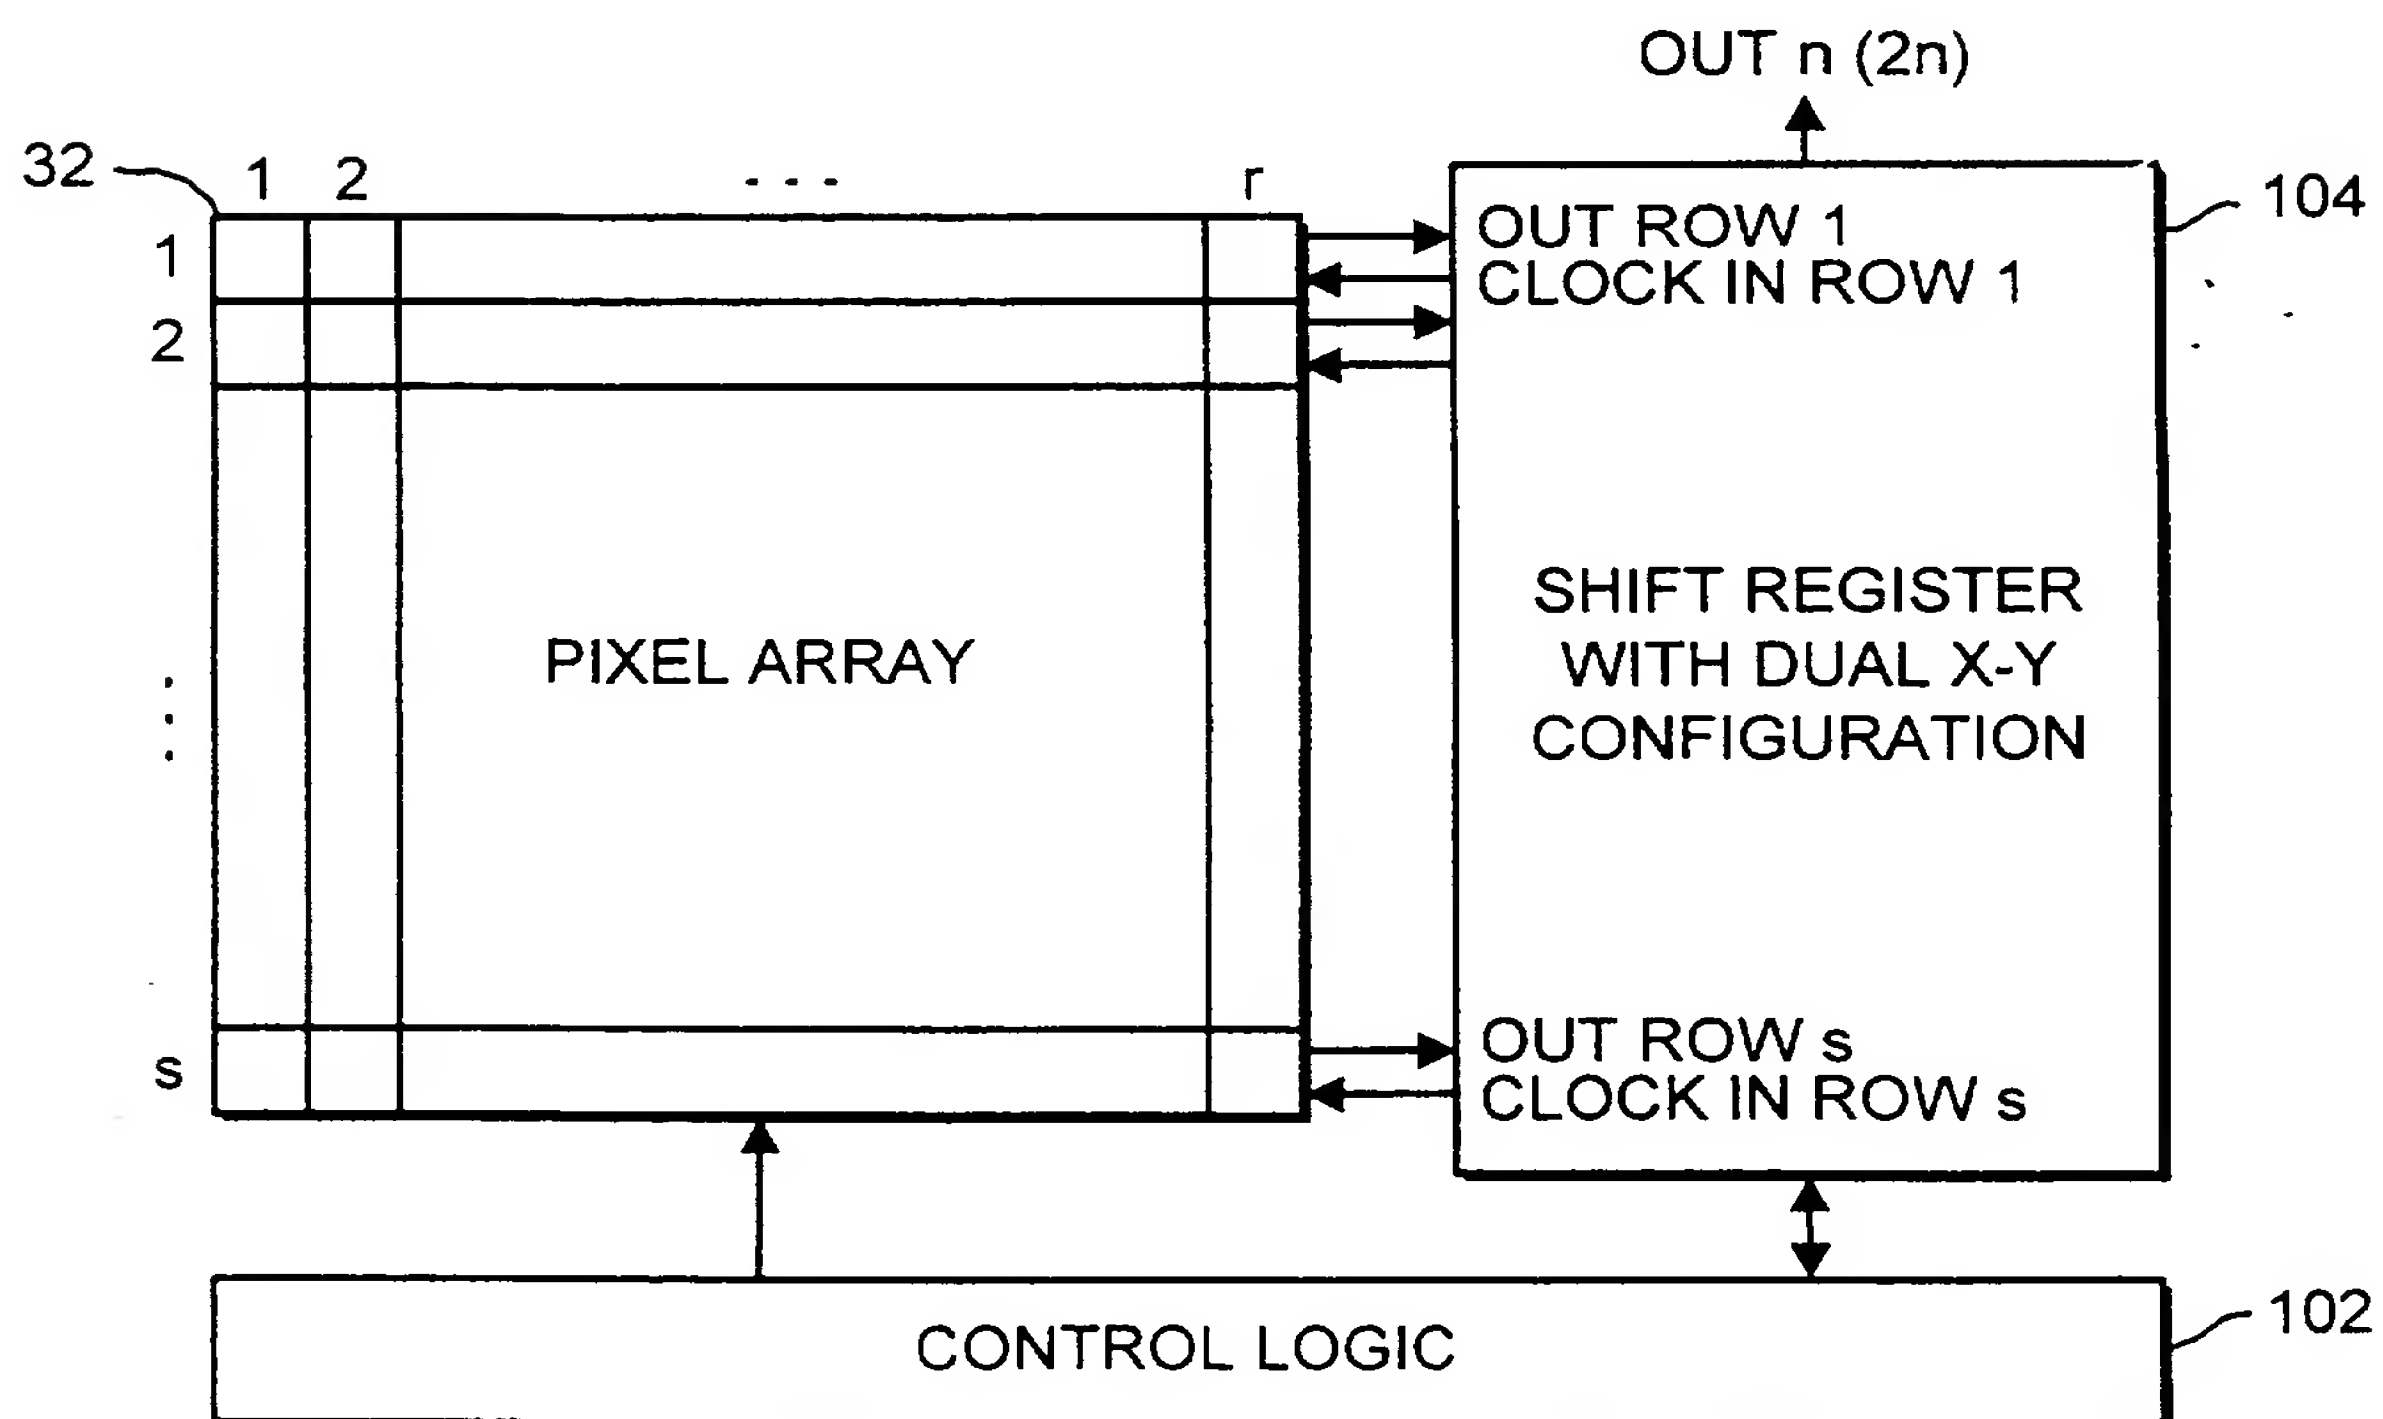 OUT n (2n)
32
1 2 . . . r
104
1
OUT ROW 1
CLOCK IN ROW 1
2
PIXEL ARRAY
SHIFT REGISTER
WITH DUAL X-Y
CONFIGURATION
. . .
s
OUT ROW s
CLOCK IN ROW s
CONTROL LOGIC
102